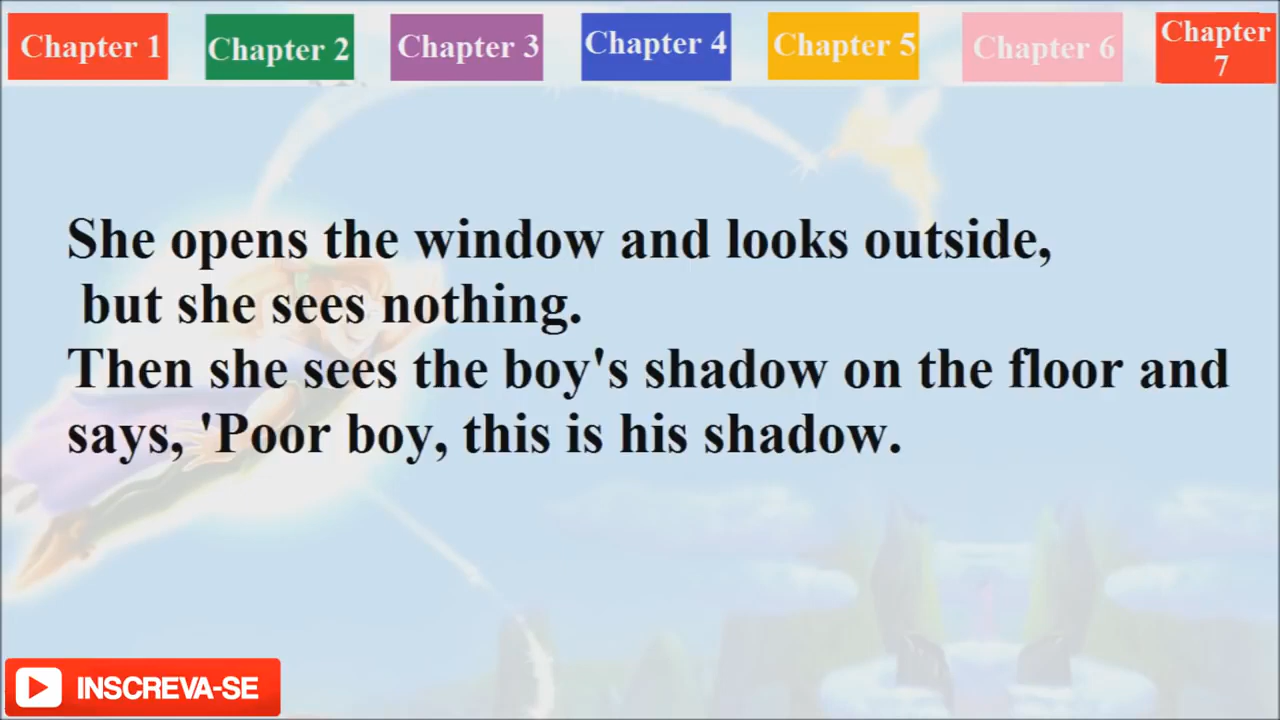 Chapter 1
Chapter 2
Chapter 3
Chapter 4
Chapter 5
Chapter 6
Chapter
7
She opens the window and looks outside,
but she sees nothing.
Then she sees the boy's shadow on the floor and
says, 'Poor boy, this is his shadow.
INSCREVA-SE